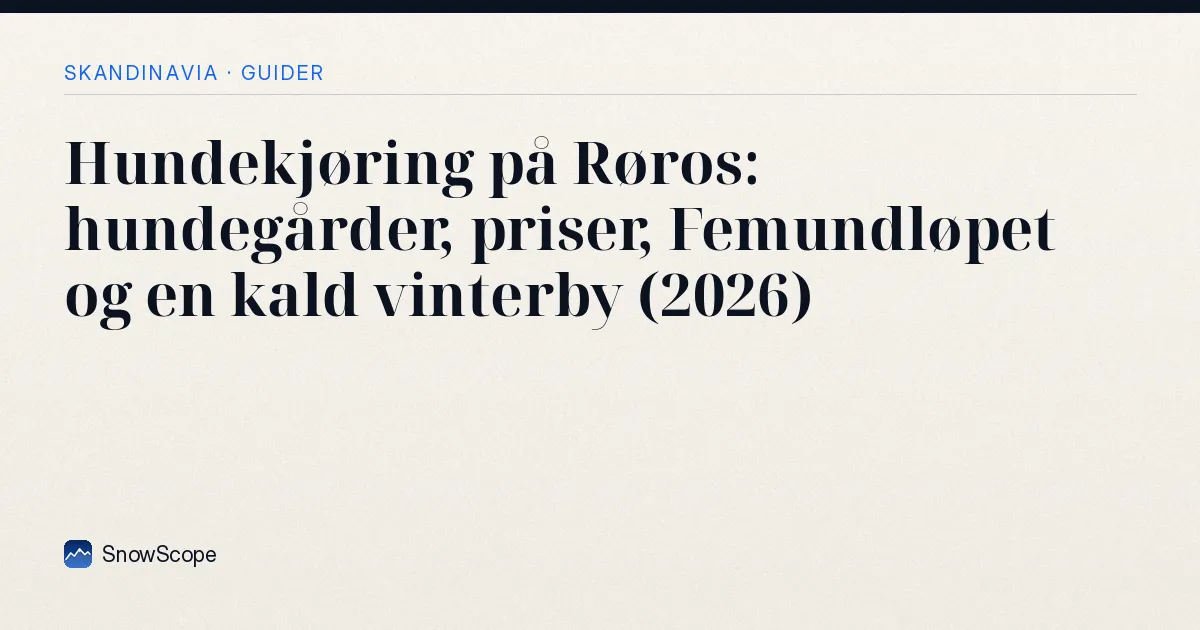 SKANDINAVIA · GUIDER
Hundekjøring på Røros:
hundegårder, priser, Femundløpet
og en kald vinterby (2026)
SnowScope